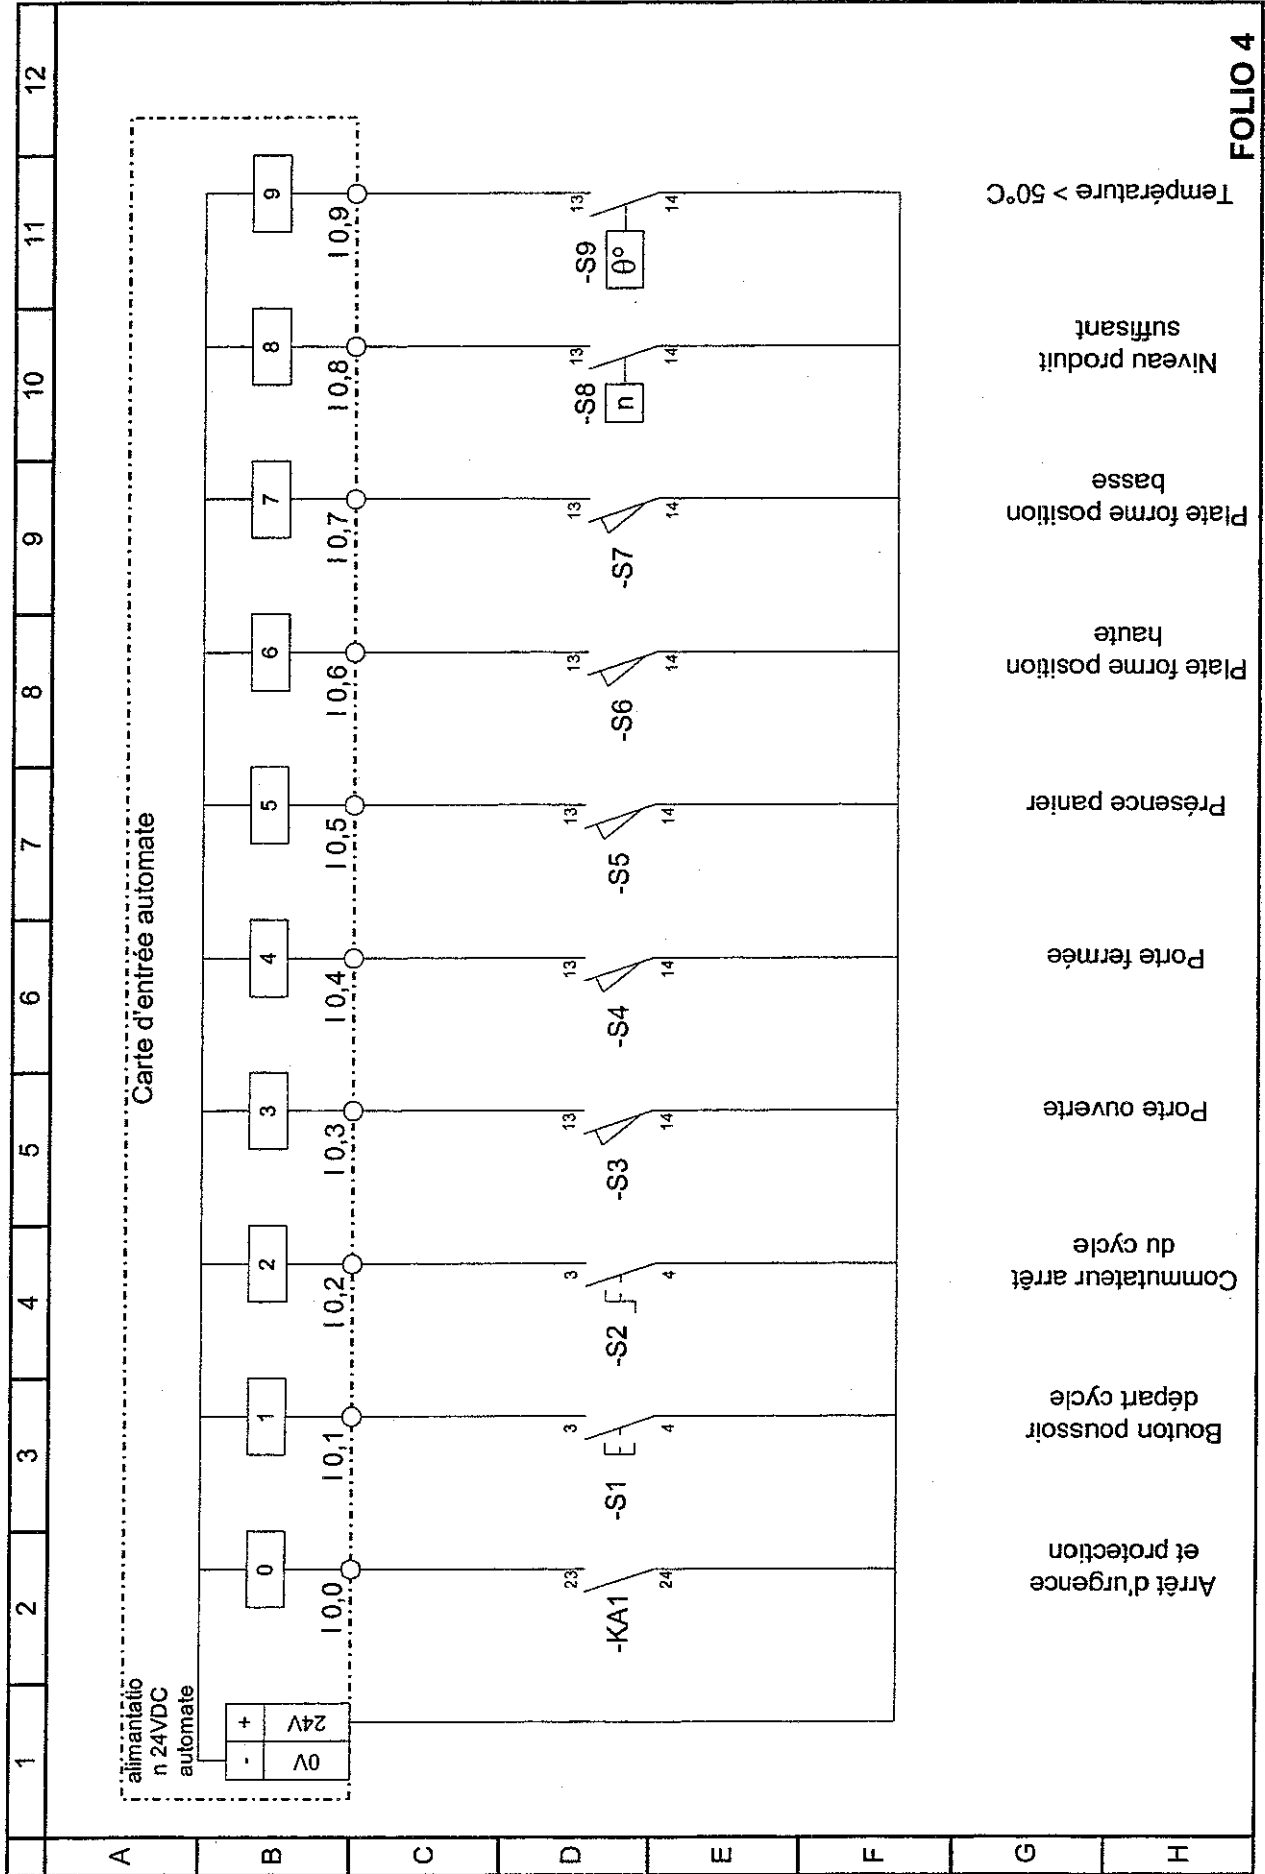 1 2 3 4 5 6 7 8 9 10 11 12
A
B
C
D
E
F
G
H
Carte d'entrée automate
alimantatio
n 24VDC
automate
- +
0V 24V
0 1 2 3 4 5 6 7 8 9
I 0,0 I 0,1 I 0,2 I 0,3 I 0,4 I 0,5 I 0,6 I 0,7 I 0,8 I 0,9
23 3 3 13 13 13 13 13 13 13
-KA1 -S1 -S2 -S3 -S4 -S5 -S6 -S7 -S8 -S9
n θ°
24 4 4 14 14 14 14 14 14 14
Arrêt d'urgence
et protection
Bouton poussoir
départ cycle
Commutateur arrêt
du cycle
Porte ouverte
Porte fermée
Présence panier
Plate forme position
haute
Plate forme position
basse
Niveau produit
suffisant
Température > 50°C
FOLIO 4